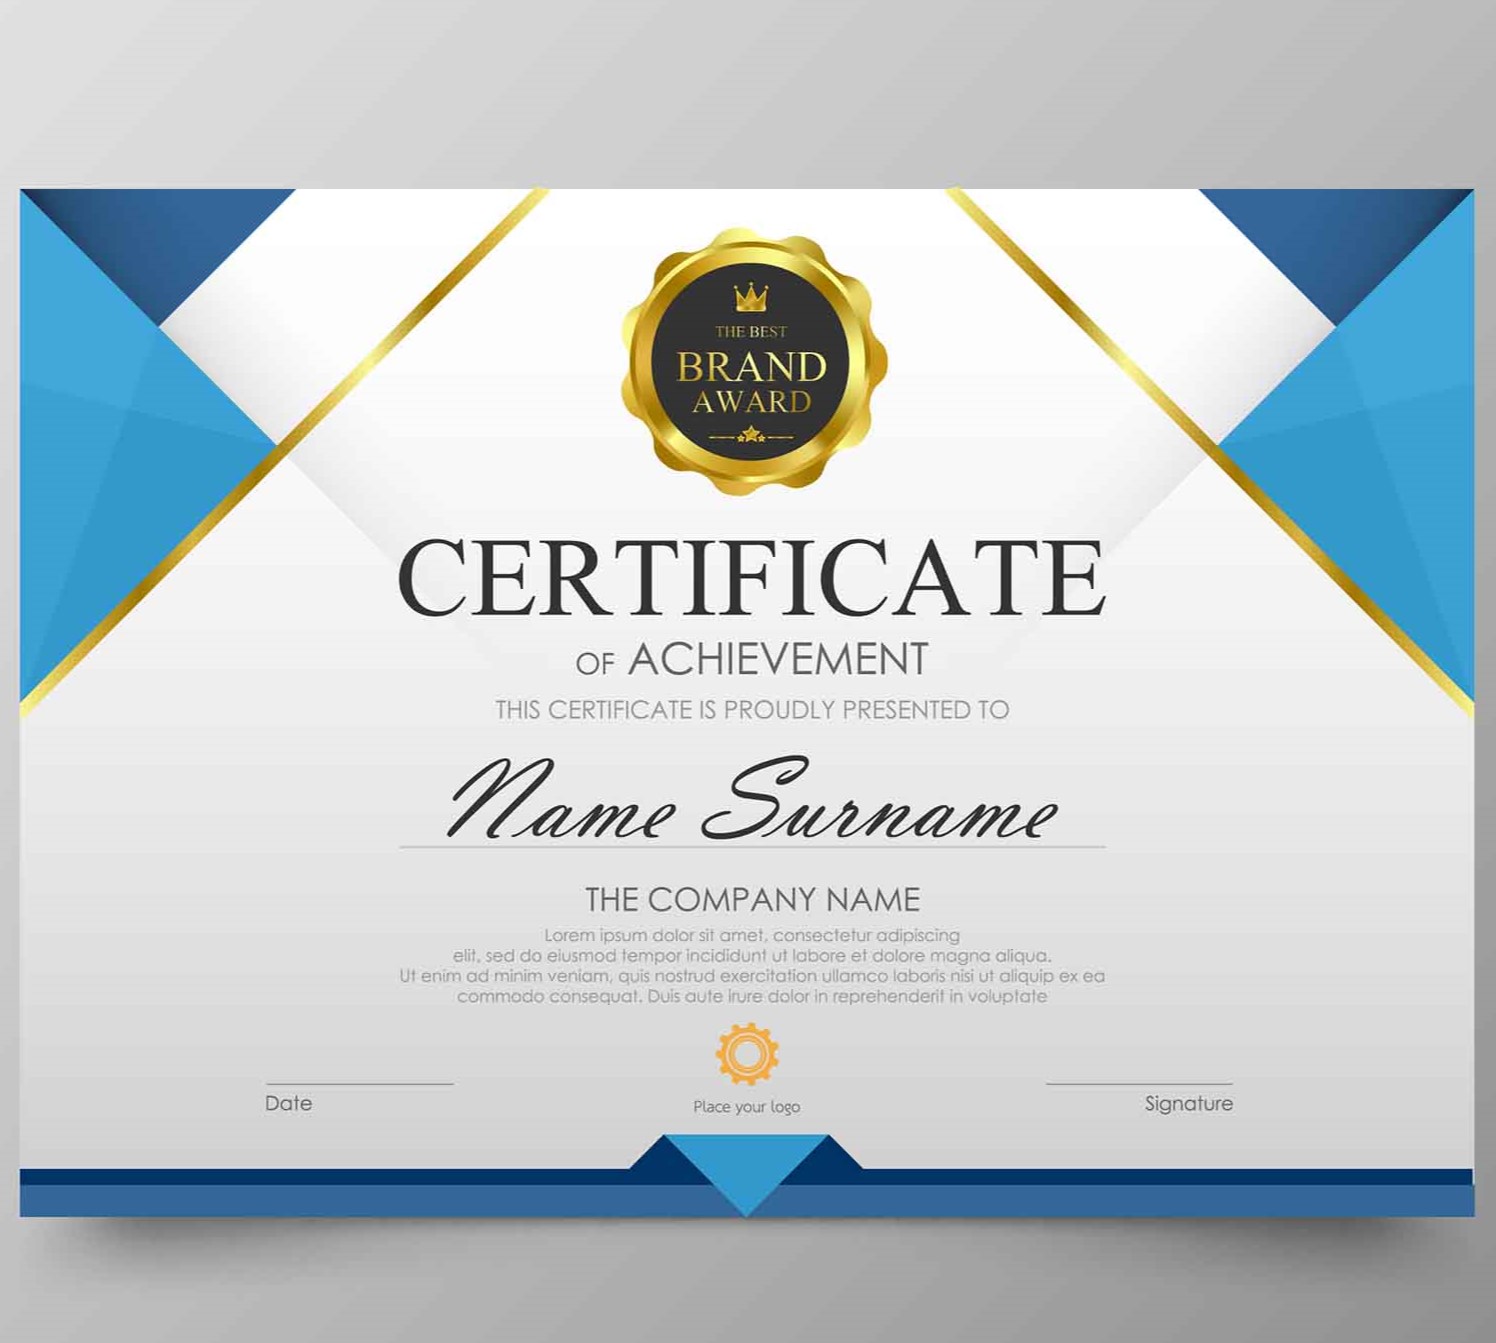 THE BEST
BRAND
AWARD
CERTIFICATE
OF ACHIEVEMENT
THIS CERTIFICATE IS PROUDLY PRESENTED TO
Name Surname
THE COMPANY NAME
Lorem ipsum dolor sit amet, consectetur adipiscing
elit, sed do eiusmod tempor incididunt ut labore et dolore magna aliqua.
Ut enim ad minim veniam, quis nostrud exercitation ullamco laboris nisi ut aliquip ex ea
commodo consequat. Duis aute irure dolor in reprehenderit in voluptate
Date
Place your logo
Signature